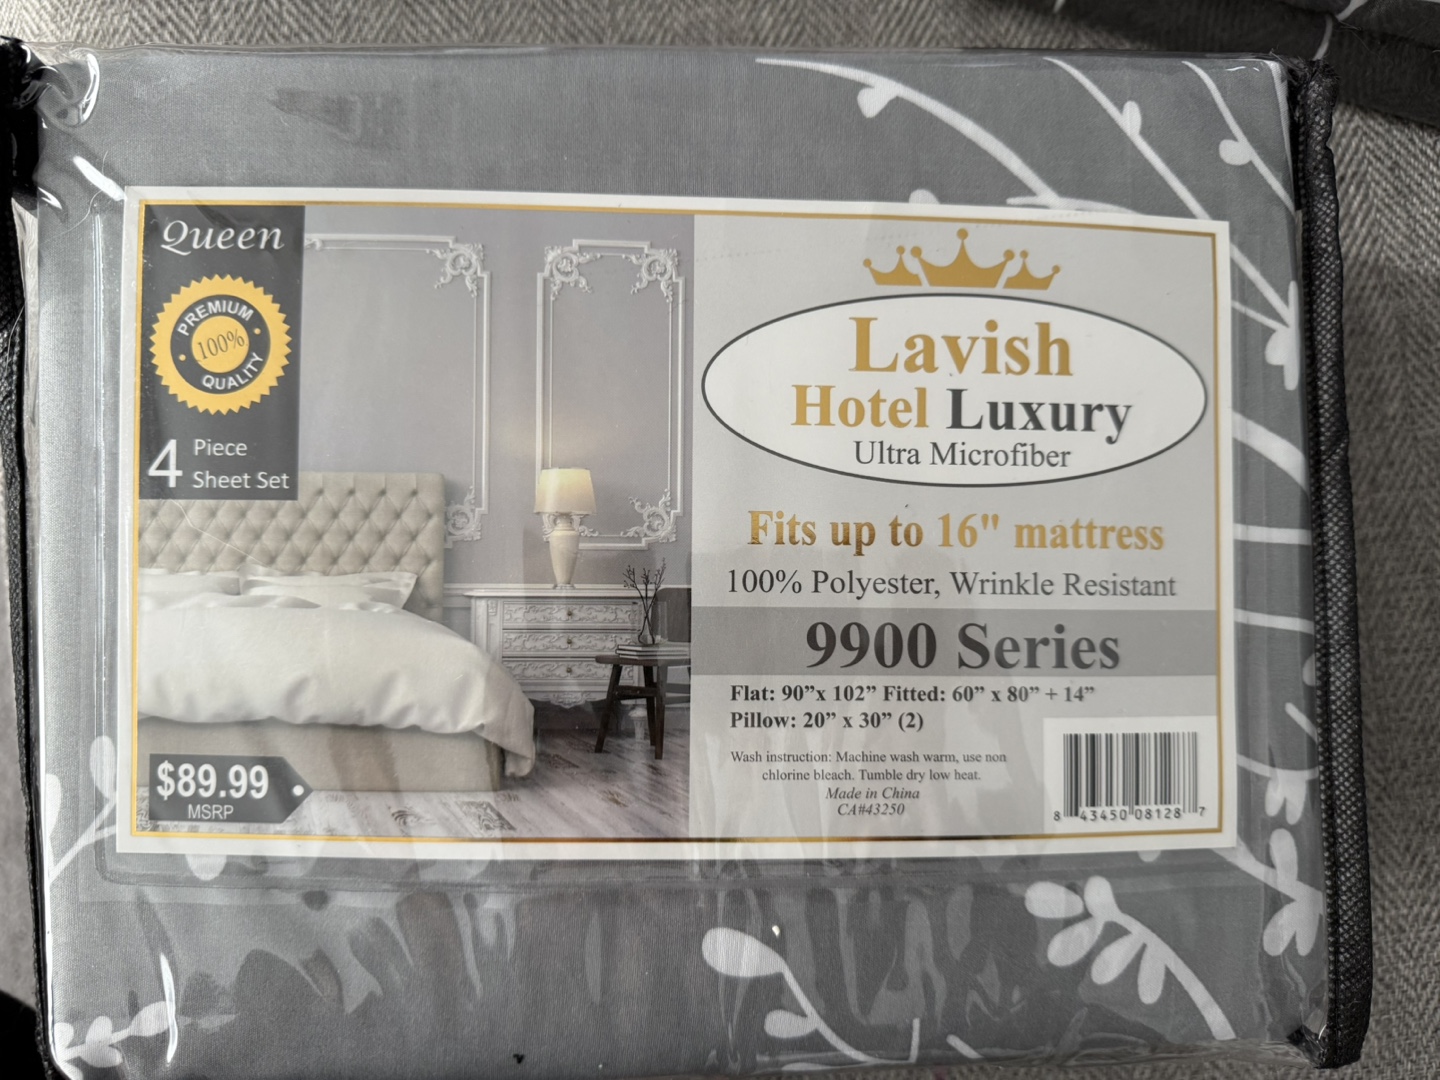 Queen
PREMIUM
100%
QUALITY
4 Piece
Sheet Set
$89.99
MSRP
Lavish
Hotel Luxury
Ultra Microfiber
Fits up to 16" mattress
100% Polyester, Wrinkle Resistant
9900 Series
Flat: 90”x 102” Fitted: 60” x 80” + 14”
Pillow: 20” x 30” (2)
Wash instruction: Machine wash warm, use non
chlorine bleach. Tumble dry low heat.
Made in China
CA#43250
8 43450 08128 7